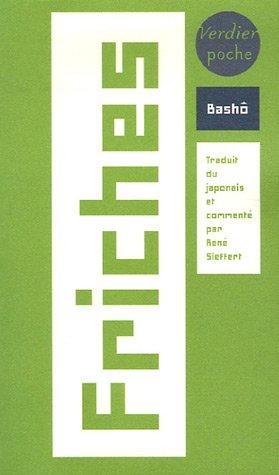 Verdier
poche
Bashô
Traduit
du
japonais
et
commenté
par
René
Sieffert
Friches